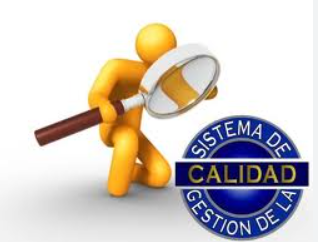 SISTEMA DE
CALIDAD
GESTION DE LA